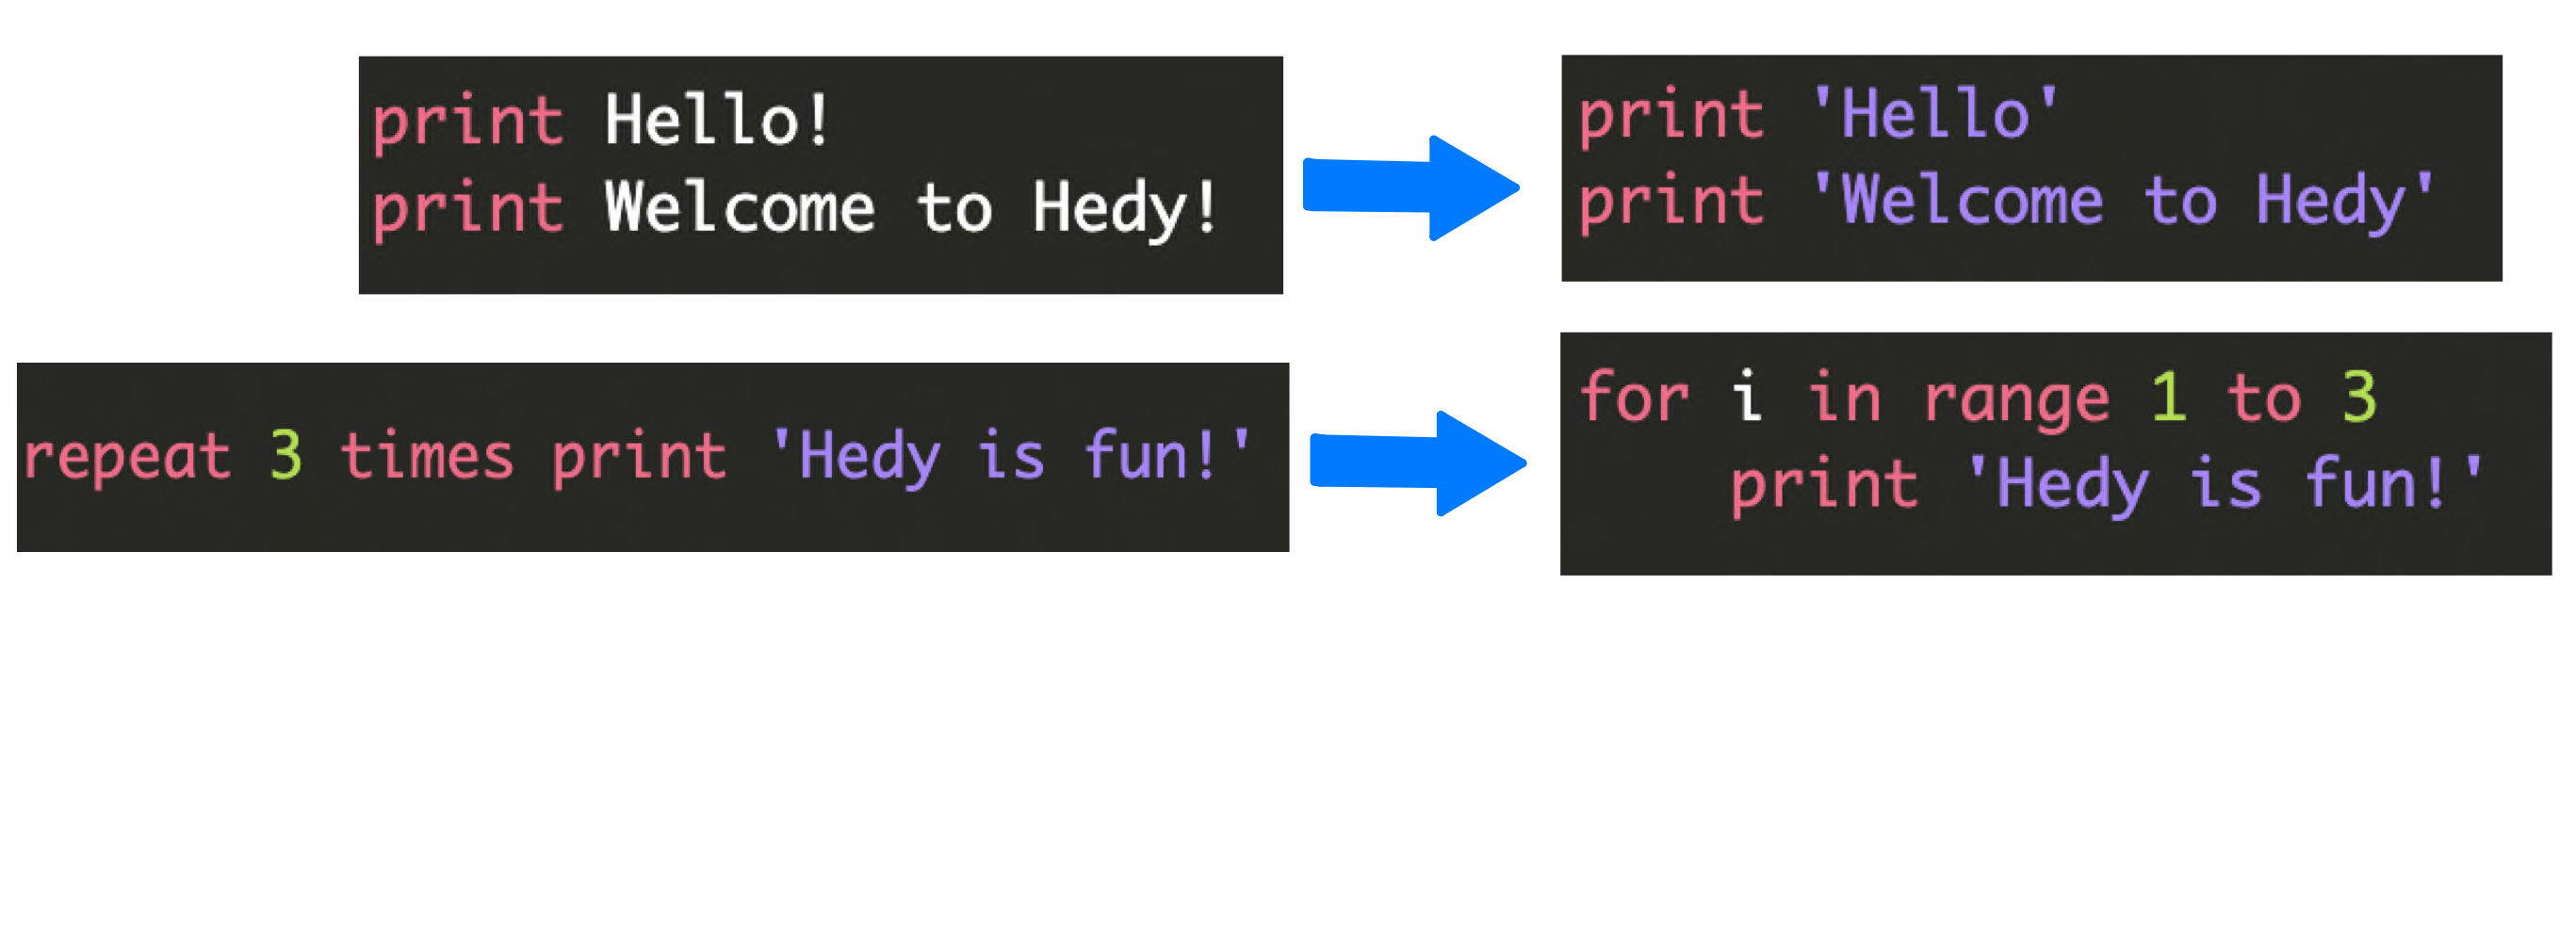 print Hello!
print Welcome to Hedy!
print 'Hello'
print 'Welcome to Hedy'
repeat 3 times print 'Hedy is fun!'
for i in range 1 to 3
    print 'Hedy is fun!'